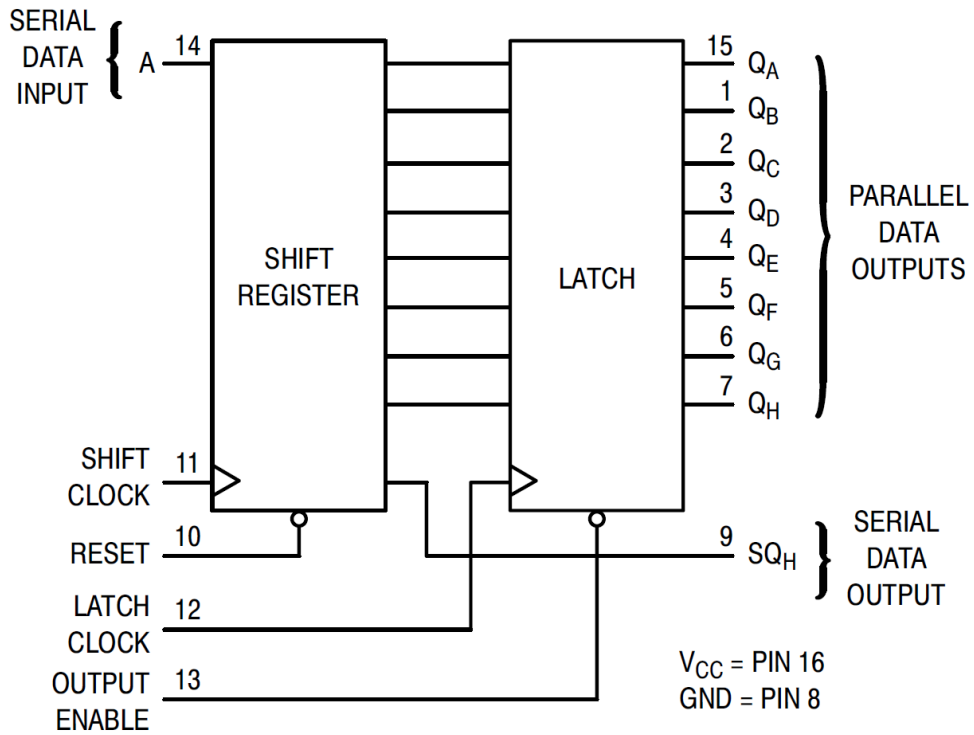 SERIAL
DATA
INPUT
A
14
SHIFT
REGISTER
LATCH
15
QA
1
QB
2
QC
3
QD
4
QE
5
QF
6
QG
7
QH
PARALLEL
DATA
OUTPUTS
SHIFT
CLOCK
11
RESET
10
LATCH
CLOCK
12
OUTPUT
ENABLE
13
9
SQH
SERIAL
DATA
OUTPUT
VCC = PIN 16
GND = PIN 8